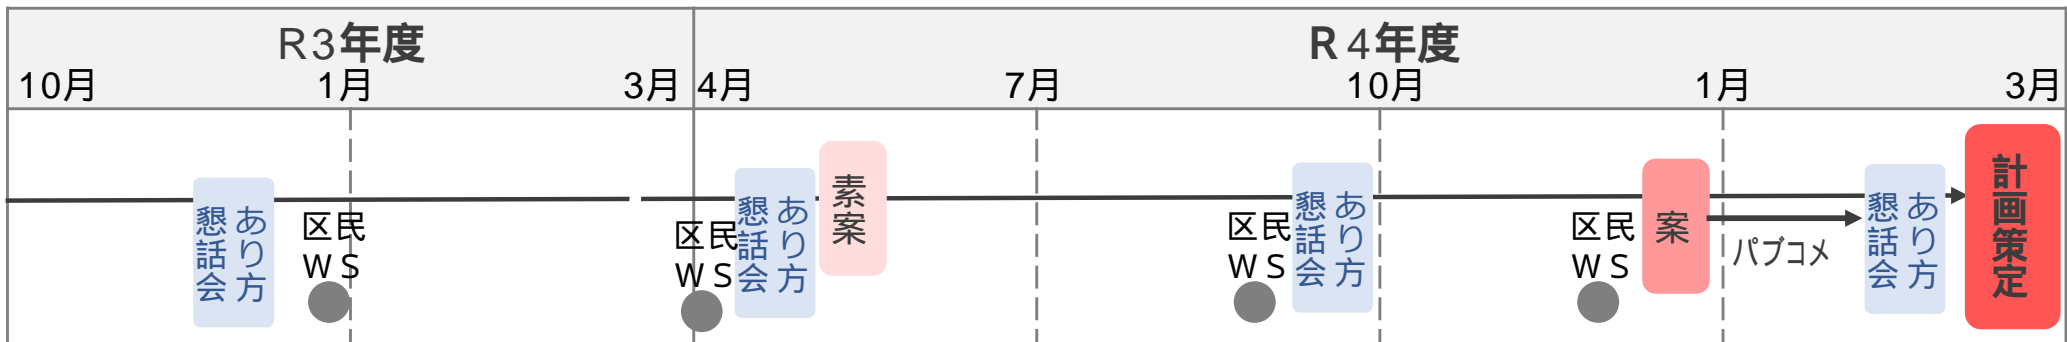 R3年度
R4年度
10月
1月
3月
4月
7月
10月
1月
3月
あり方
懇話会
区民
WS
区民
WS
あり方
懇話会
素案
区民
WS
あり方
懇話会
区民
WS
案
パブコメ
あり方
懇話会
計画策定